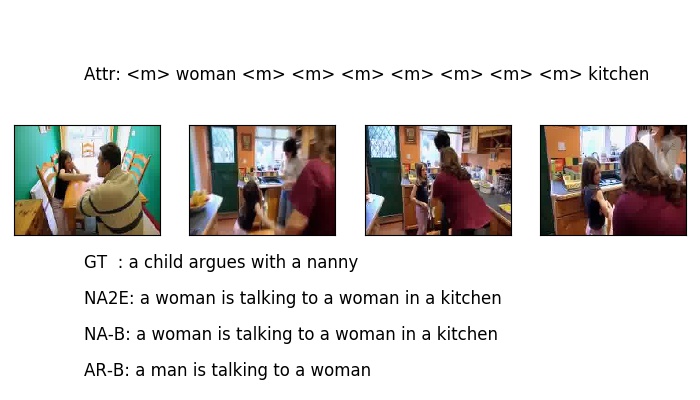 Attr: <m> woman <m> <m> <m> <m> <m> <m> <m> kitchen
GT  : a child argues with a nanny
NA2E: a woman is talking to a woman in a kitchen
NA-B: a woman is talking to a woman in a kitchen
AR-B: a man is talking to a woman